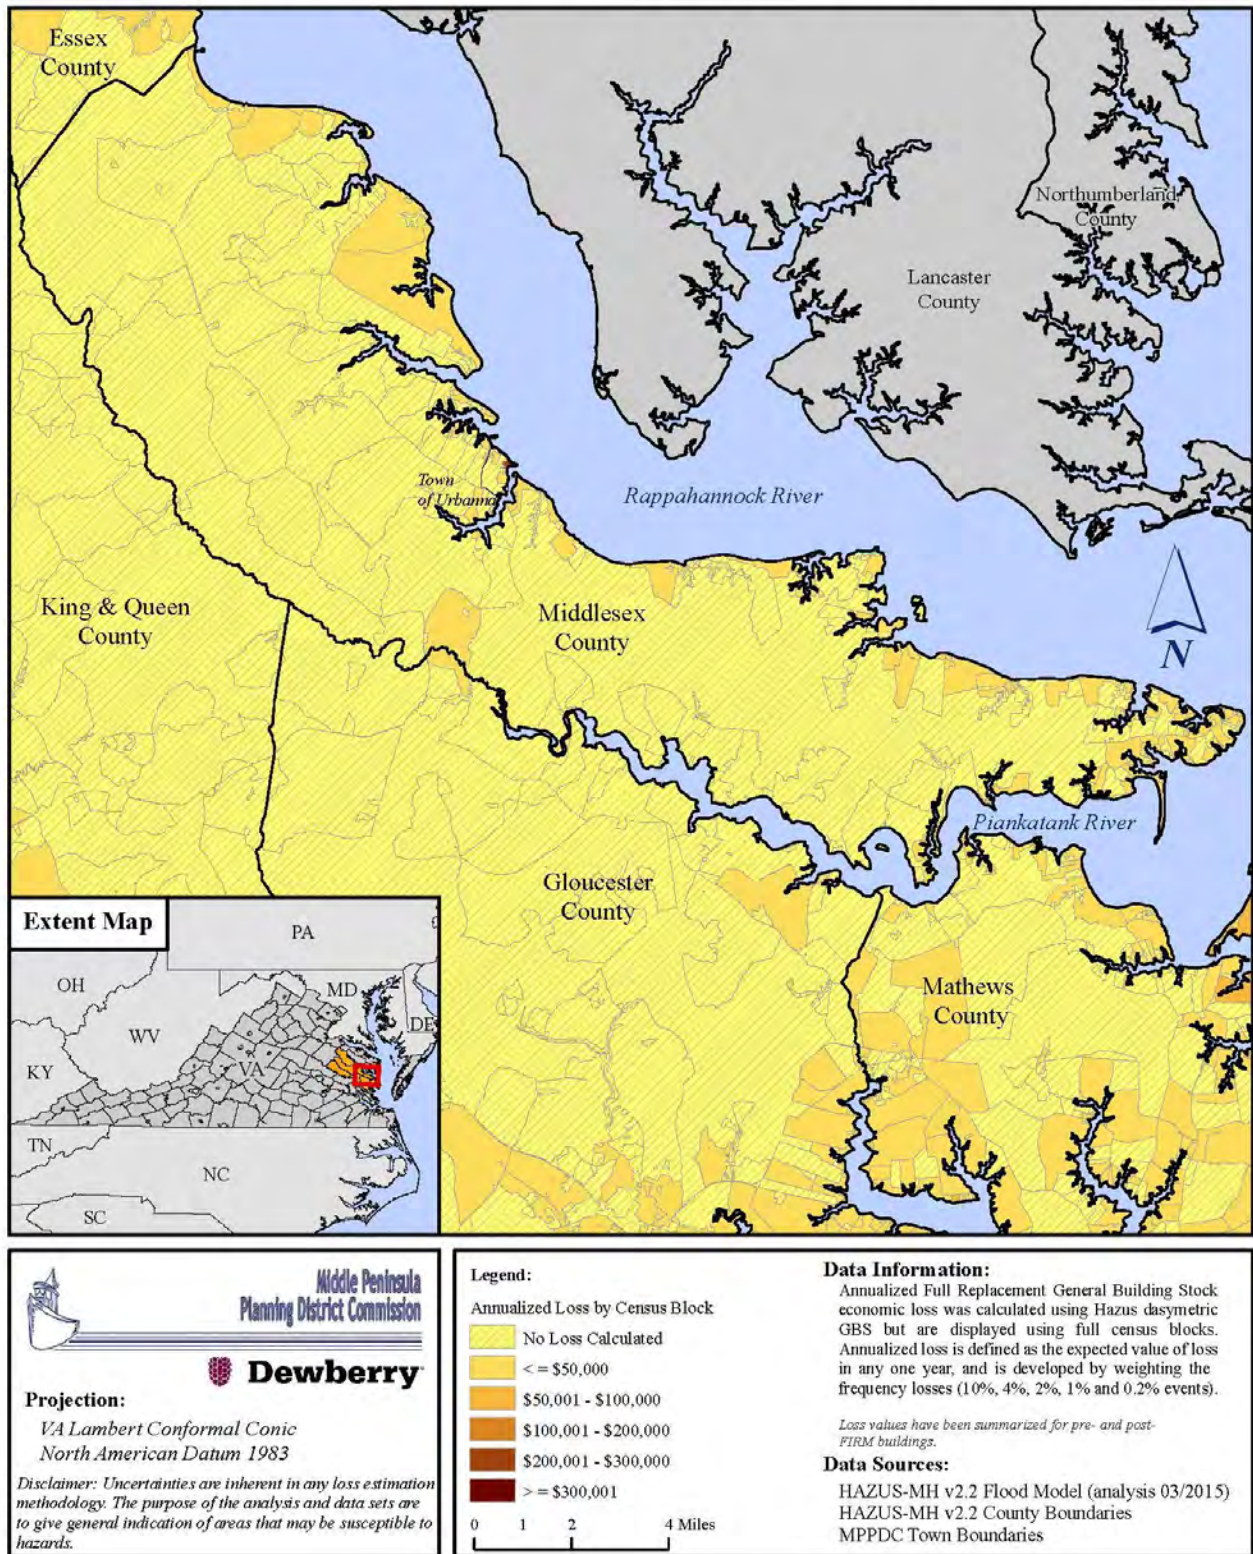 Essex
County
Northumberland
County
Lancaster
County
Town
of Urbanna
Rappahannock River
King & Queen
County
Middlesex
County
N
Piankatank River
Gloucester
County
Mathews
County
Extent Map
PA
OH
MD
WV
DE
KY
VA
TN
NC
SC
Middle Peninsula
Planning District Commission
Dewberry
Projection:
VA Lambert Conformal Conic
North American Datum 1983
Disclaimer: Uncertainties are inherent in any loss estimation
methodology. The purpose of the analysis and data sets are
to give general indication of areas that may be susceptible to
hazards.
Legend:
Annualized Loss by Census Block
No Loss Calculated
< = $50,000
$50,001 - $100,000
$100,001 - $200,000
$200,001 - $300,000
> = $300,001
0 1 2 4 Miles
Data Information:
Annualized Full Replacement General Building Stock
economic loss was calculated using Hazus dasymetric
GBS but are displayed using full census blocks.
Annualized loss is defined as the expected value of loss
in any one year, and is developed by weighting the
frequency losses (10%, 4%, 2%, 1% and 0.2% events).
Loss values have been summarized for pre- and post-
FIRM buildings.
Data Sources:
HAZUS-MH v2.2 Flood Model (analysis 03/2015)
HAZUS-MH v2.2 County Boundaries
MPPDC Town Boundaries